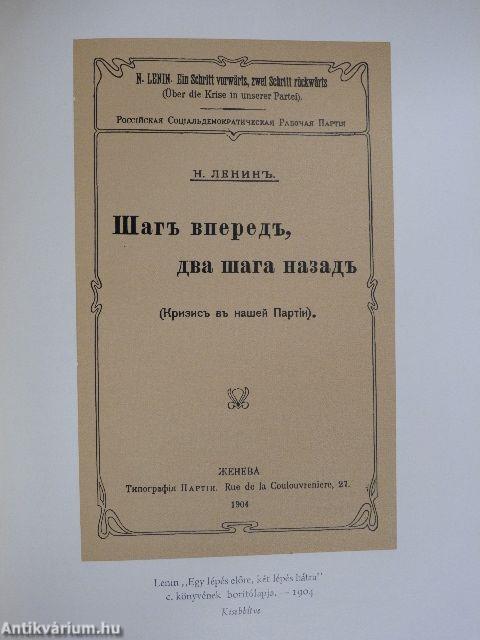 N. LENIN. Ein Schritt vorwärts, zwei Schritt rückwärts
(Über die Krise in unserer Partei).
Россійская Соціальдемократическая Рабочая Партія
Н. ЛЕНИНЪ.
Шагъ впередъ,
два шага назадъ
(Кризисъ въ нашей Партіи).
ЖЕНЕВА
Типографія Партіи. Rue de la Coulouvreniere, 27.
1904
Lenin „Egy lépés előre, két lépés hátra”
c. könyvének borítólapja. — 1904
Kisebbítve
Antikvárium.hu